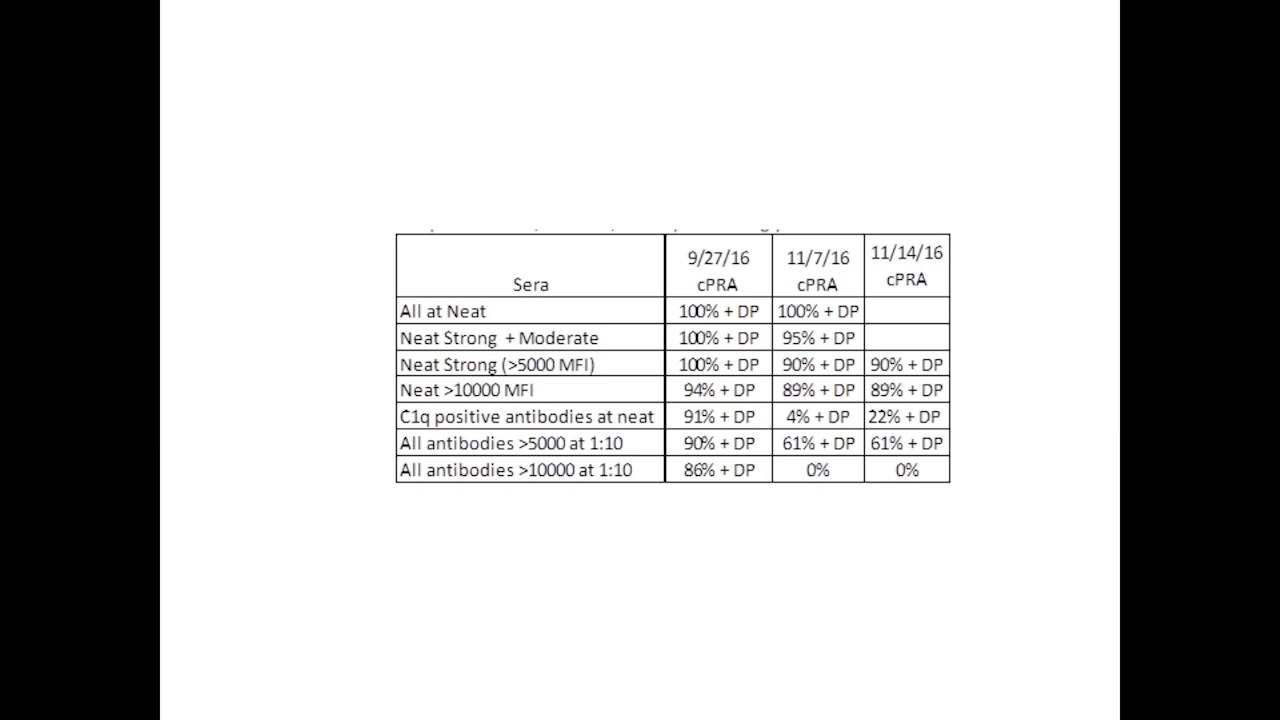 9/27/16 11/7/16 11/14/16
Sera cPRA cPRA cPRA
All at Neat 100% + DP 100% + DP
Neat Strong + Moderate 100% + DP 95% + DP
Neat Strong (>5000 MFI) 100% + DP 90% + DP 90% + DP
Neat >10000 MFI 94% + DP 89% + DP 89% + DP
C1q positive antibodies at neat 91% + DP 4% + DP 22% + DP
All antibodies >5000 at 1:10 90% + DP 61% + DP 61% + DP
All antibodies >10000 at 1:10 86% + DP 0% 0%